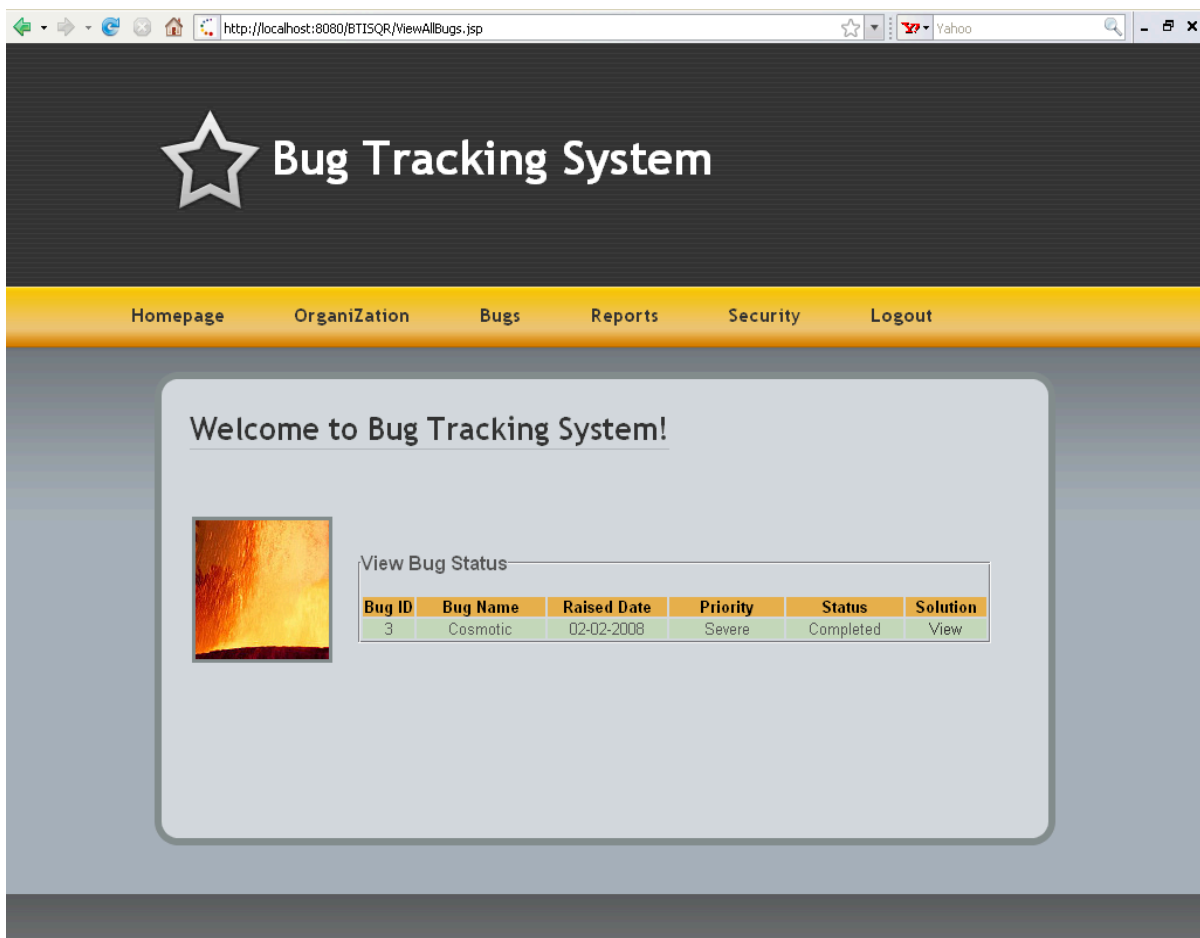 http://localhost:8080/BTISQR/ViewAllBugs.jsp Yahoo
Bug Tracking System
Homepage OrganiZation Bugs Reports Security Logout
Welcome to Bug Tracking System!
View Bug Status
Bug ID Bug Name Raised Date Priority Status Solution
3 Cosmotic 02-02-2008 Severe Completed View